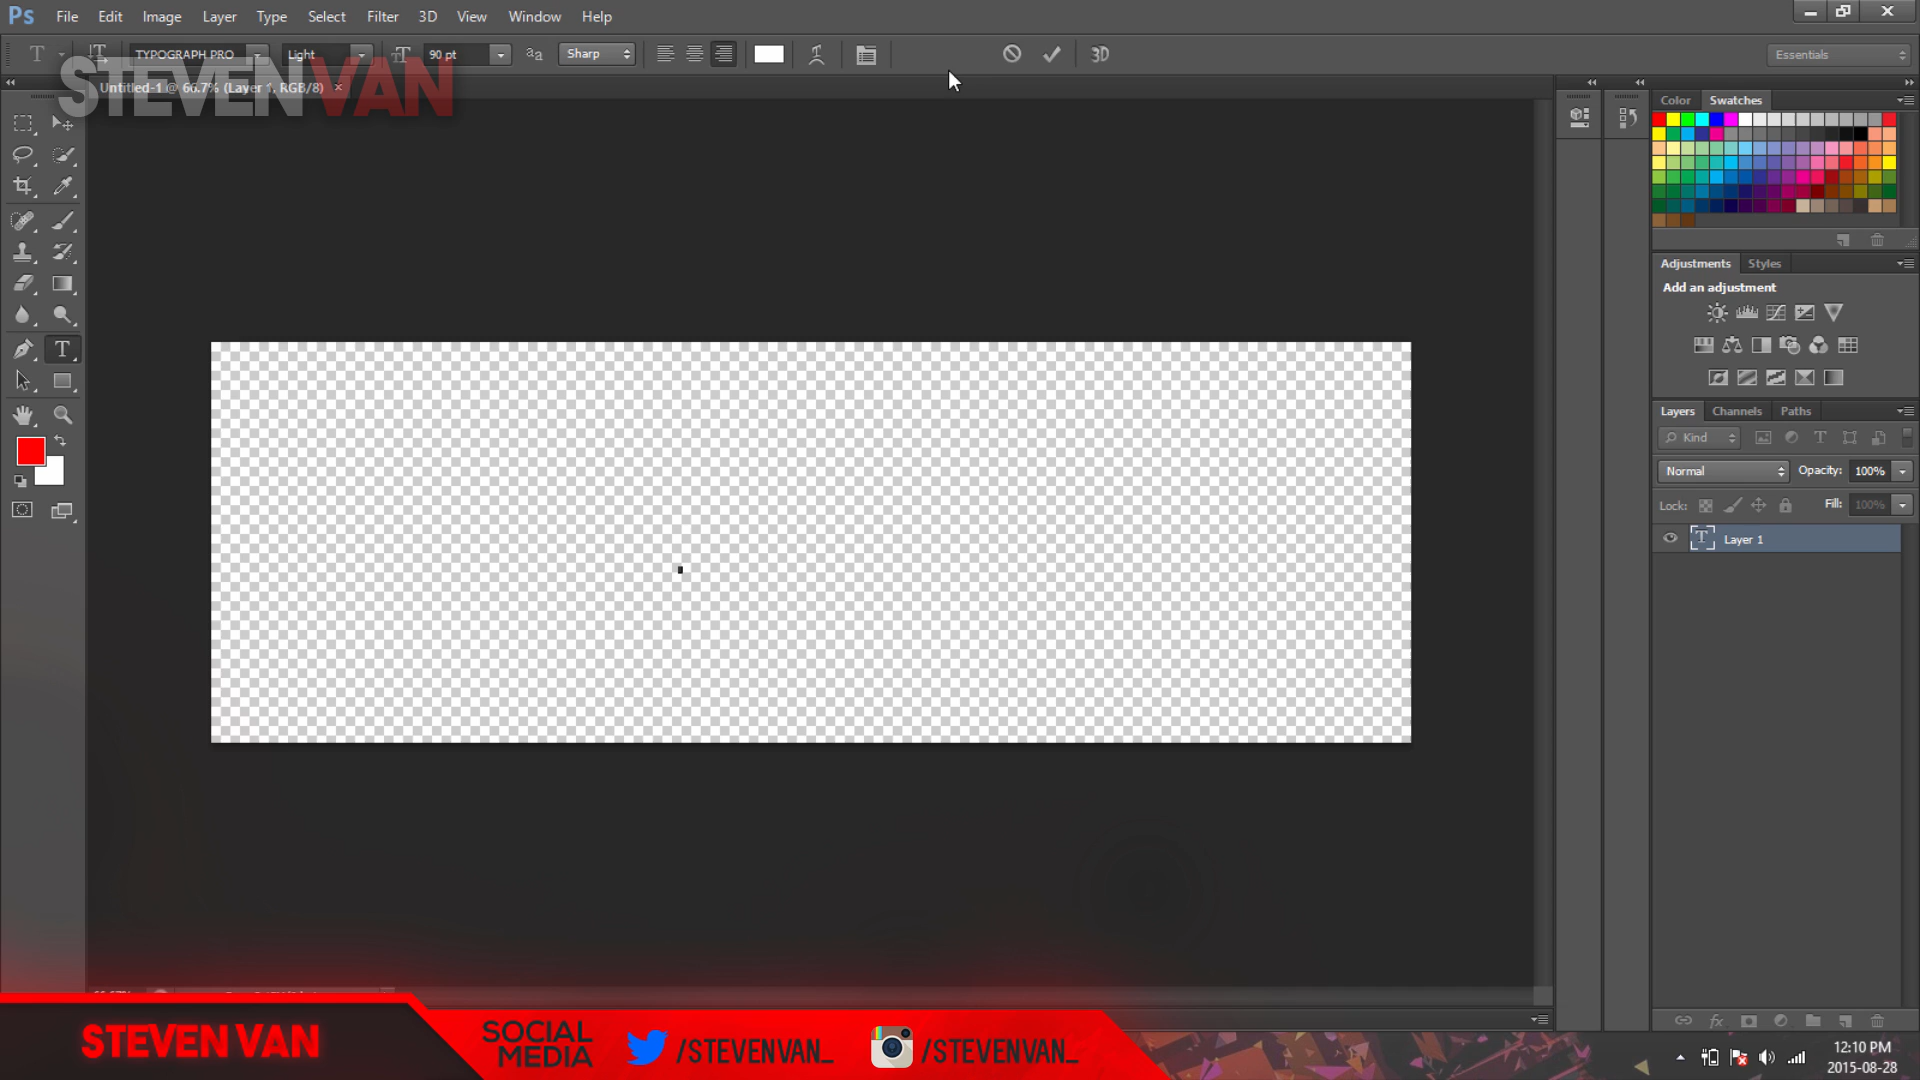 Ps File Edit Image Layer Type Select Filter 3D View Window Help
TYPOGRAPH PRO Light 90 pt Sharp 3D Essentials
STEVENVAN
Untitled-1 @ 66.7% (Layer 1, RGB/8)
Color Swatches
Adjustments Styles
Add an adjustment
Layers Channels Paths
Kind
Normal Opacity: 100%
Lock: Fill: 100%
Layer 1
STEVEN VAN
SOCIAL
MEDIA
/STEVENVAN_
/STEVENVAN_
12:10 PM
2015-08-28